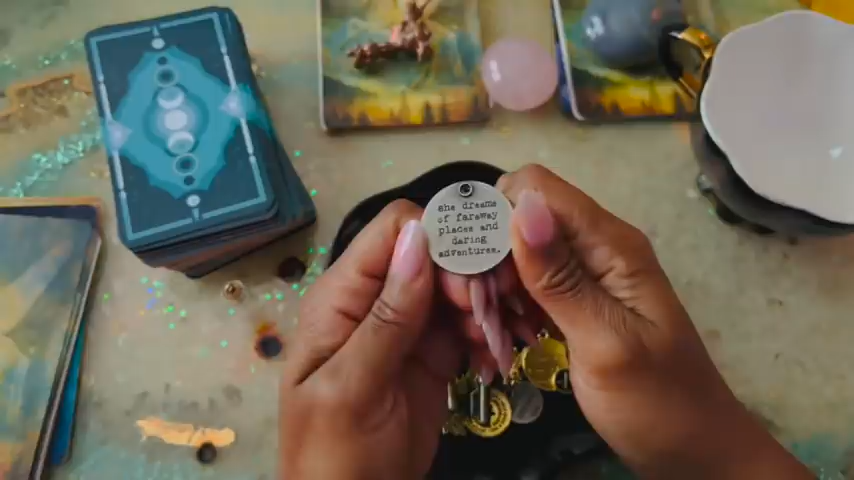 she dreams
of faraway
places and
daring
adventures.